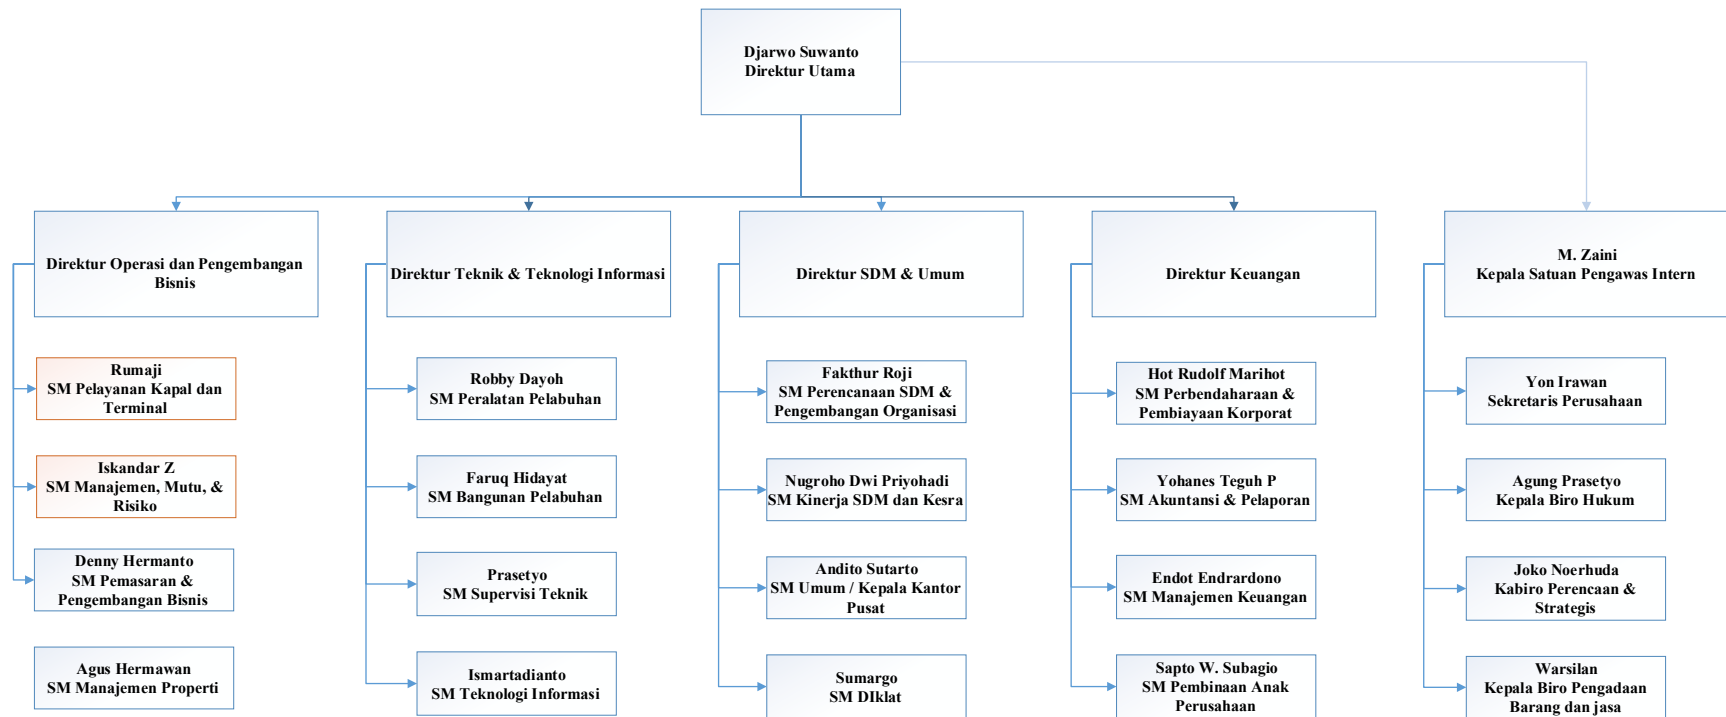 Djarwo Suwanto
Direktur Utama
Direktur Operasi dan Pengembangan
Bisnis
Direktur Teknik & Teknologi Informasi
Direktur SDM & Umum
Direktur Keuangan
M. Zaini
Kepala Satuan Pengawas Intern
Rumaji
SM Pelayanan Kapal dan
Terminal
Iskandar Z
SM Manajemen, Mutu, &
Risiko
Denny Hermanto
SM Pemasaran &
Pengembangan Bisnis
Agus Hermawan
SM Manajemen Properti
Robby Dayoh
SM Peralatan Pelabuhan
Faruq Hidayat
SM Bangunan Pelabuhan
Prasetyo
SM Supervisi Teknik
Ismartadianto
SM Teknologi Informasi
Fakthur Roji
SM Perencanaan SDM &
Pengembangan Organisasi
Nugroho Dwi Priyohadi
SM Kinerja SDM dan Kesra
Andito Sutarto
SM Umum / Kepala Kantor
Pusat
Sumargo
SM DIklat
Hot Rudolf Marihot
SM Perbendaharaan &
Pembiayaan Korporat
Yohanes Teguh P
SM Akuntansi & Pelaporan
Endot Endrardono
SM Manajemen Keuangan
Sapto W. Subagio
SM Pembinaan Anak
Perusahaan
Yon Irawan
Sekretaris Perusahaan
Agung Prasetyo
Kepala Biro Hukum
Joko Noerhuda
Kabiro Perencaan &
Strategis
Warsilan
Kepala Biro Pengadaan
Barang dan jasa